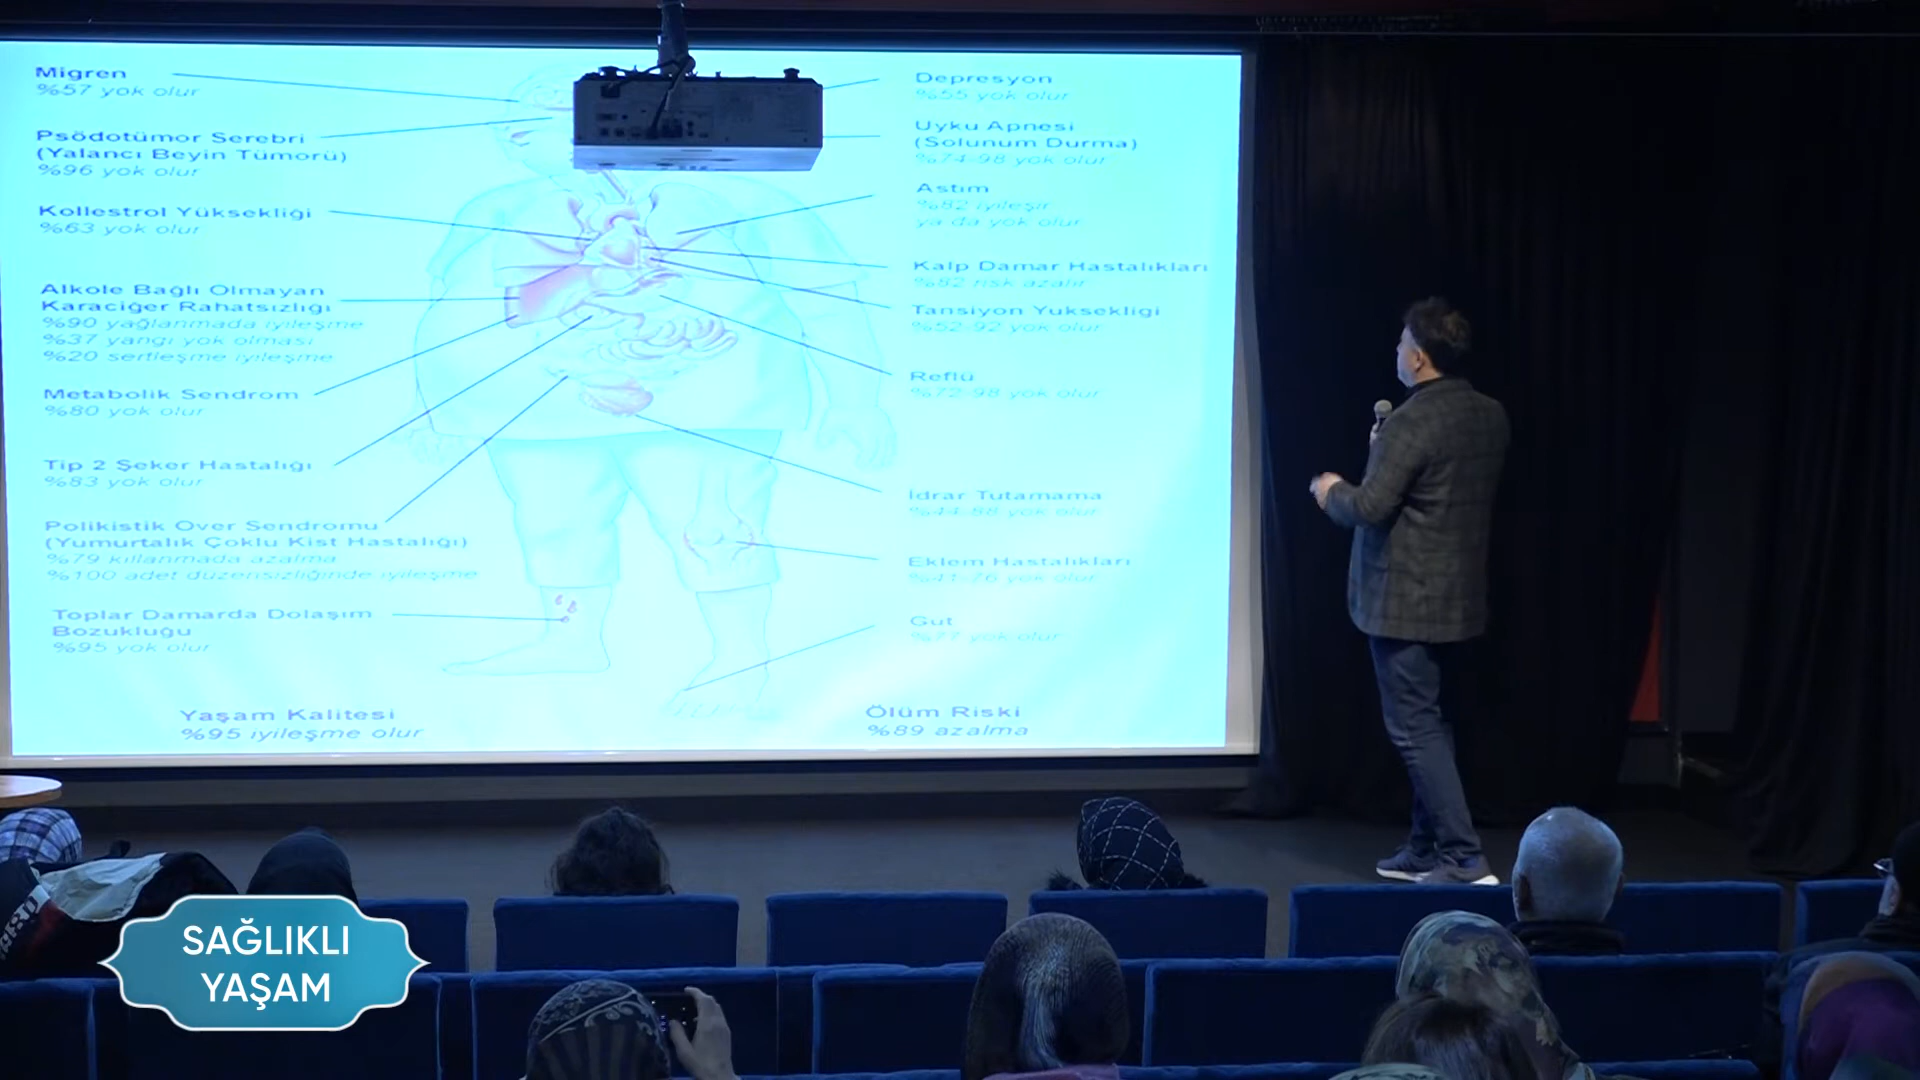 Migren
%57 yok olur
Psödotümor Serebri
(Yalancı Beyin Tümorü)
%96 yok olur
Kollestrol Yüksekliği
%63 yok olur
Alkole Bağlı Olmayan
Karaciğer Rahatsızlığı
%90 yağlanmada iyileşme
%37 yangı yok olması
%20 sertleşme iyileşme
Metabolik Sendrom
%80 yok olur
Tip 2 Şeker Hastalığı
%83 yok olur
Polikistik Over Sendromu
(Yumurtalık Çoklu Kist Hastalığı)
%79 kıllanmada azalma
%100 adet düzensizliğinde iyileşme
Toplar Damarda Dolaşım
Bozukluğu
%95 yok olur
Yaşam Kalitesi
%95 iyileşme olur
Depresyon
%55 yok olur
Uyku Apnesi
(Solunum Durma)
%74-98 yok olur
Astım
%82 iyileşir
ya da yok olur
Kalp Damar Hastalıkları
%82 risk azalır
Tansiyon Yuksekligi
%52-92 yok olur
Reflü
%72-98 yok olur
İdrar Tutamama
%44-88 yok olur
Eklem Hastalıkları
%41-76 yok olur
Gut
%77 yok olur
Ölüm Riski
%89 azalma
SAĞLIKLI
YAŞAM